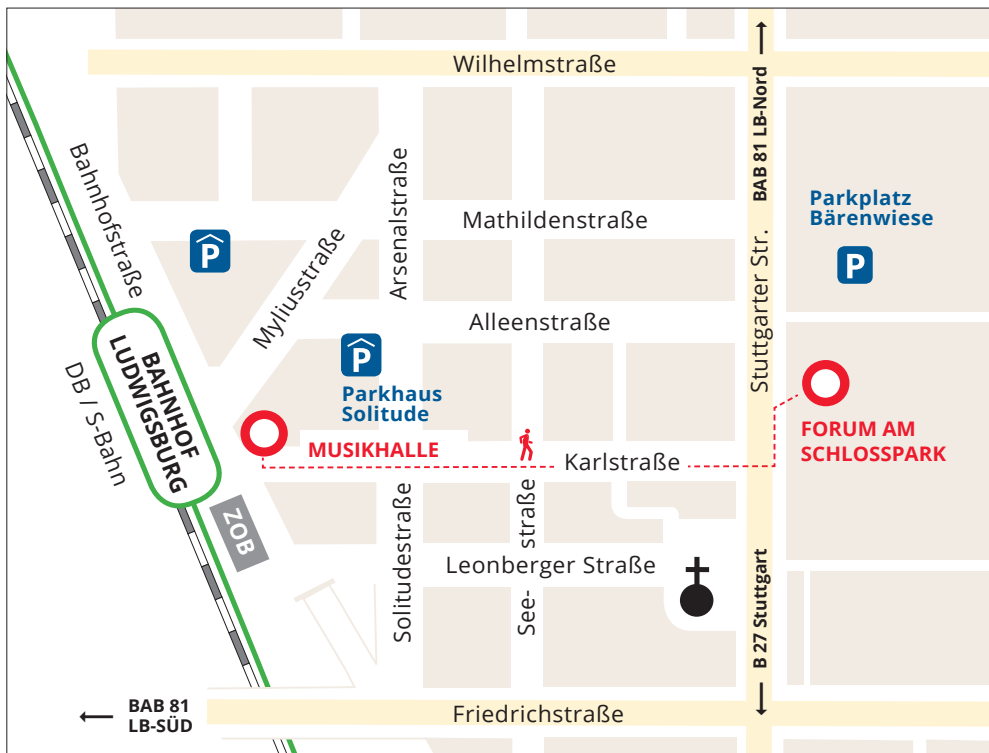 Wilhelmstraße
BAB 81 LB-Nord
Bahnhofstraße
Arsenalstraße
Mathildenstraße
Parkplatz
Bärenwiese
P
P
Myliusstraße
Stuttgarter Str.
Alleenstraße
BAHNHOF
LUDWIGSBURG
DB / S-Bahn
P
Parkhaus
Solitude
MUSIKHALLE
Karlstraße
FORUM AM
SCHLOSSPARK
ZOB
Solitudestraße
See-straße
Leonberger Straße
B 27 Stuttgart
BAB 81
LB-SÜD
Friedrichstraße